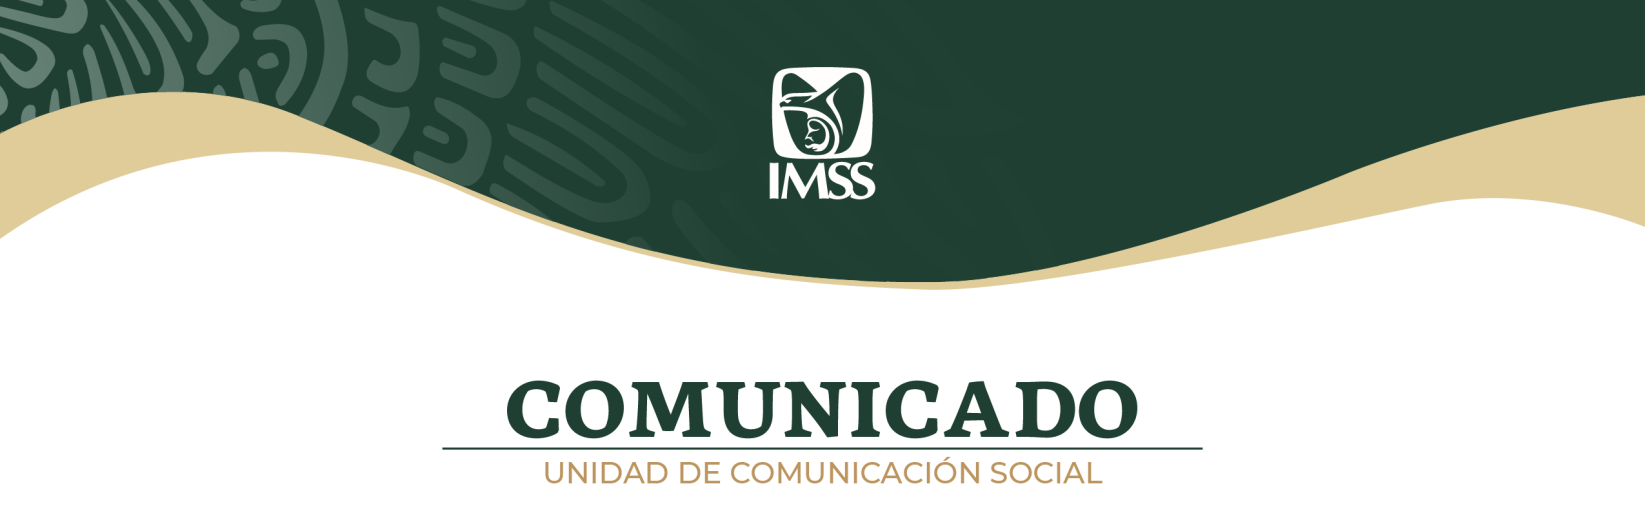 IMSS
COMUNICADO
UNIDAD DE COMUNICACIÓN SOCIAL